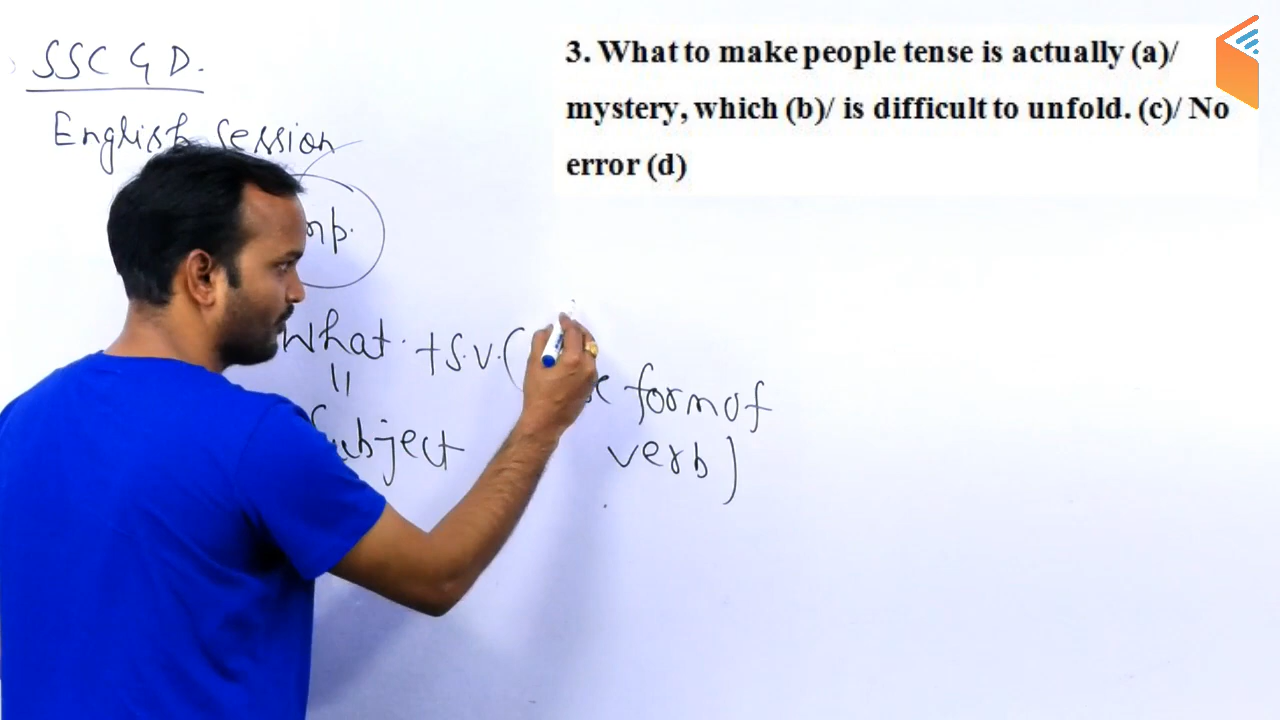 SSC G D.
English Session
3. What to make people tense is actually (a)/
mystery, which (b)/ is difficult to unfold. (c)/ No
error (d)
mp.
What + S.V. (
form of
Subject
verb)